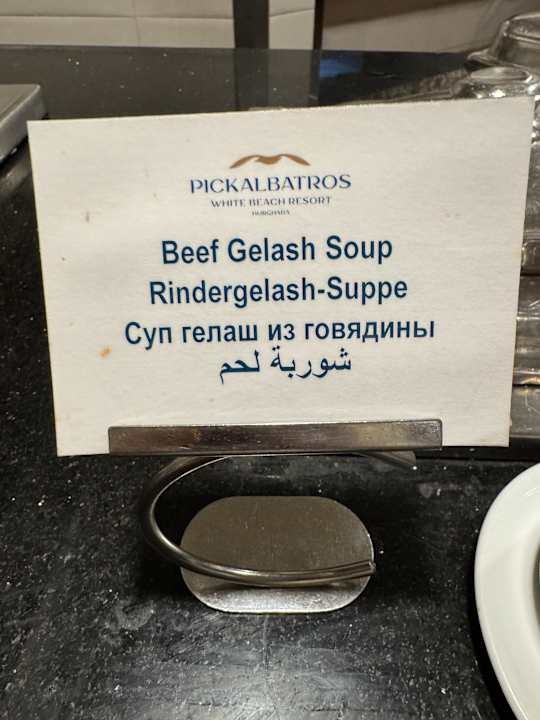 PICKALBATROS
WHITE BEACH RESORT
HURGHADA
Beef Gelash Soup
Rindergelash-Suppe
Суп гелаш из говядины
شوربة لحم